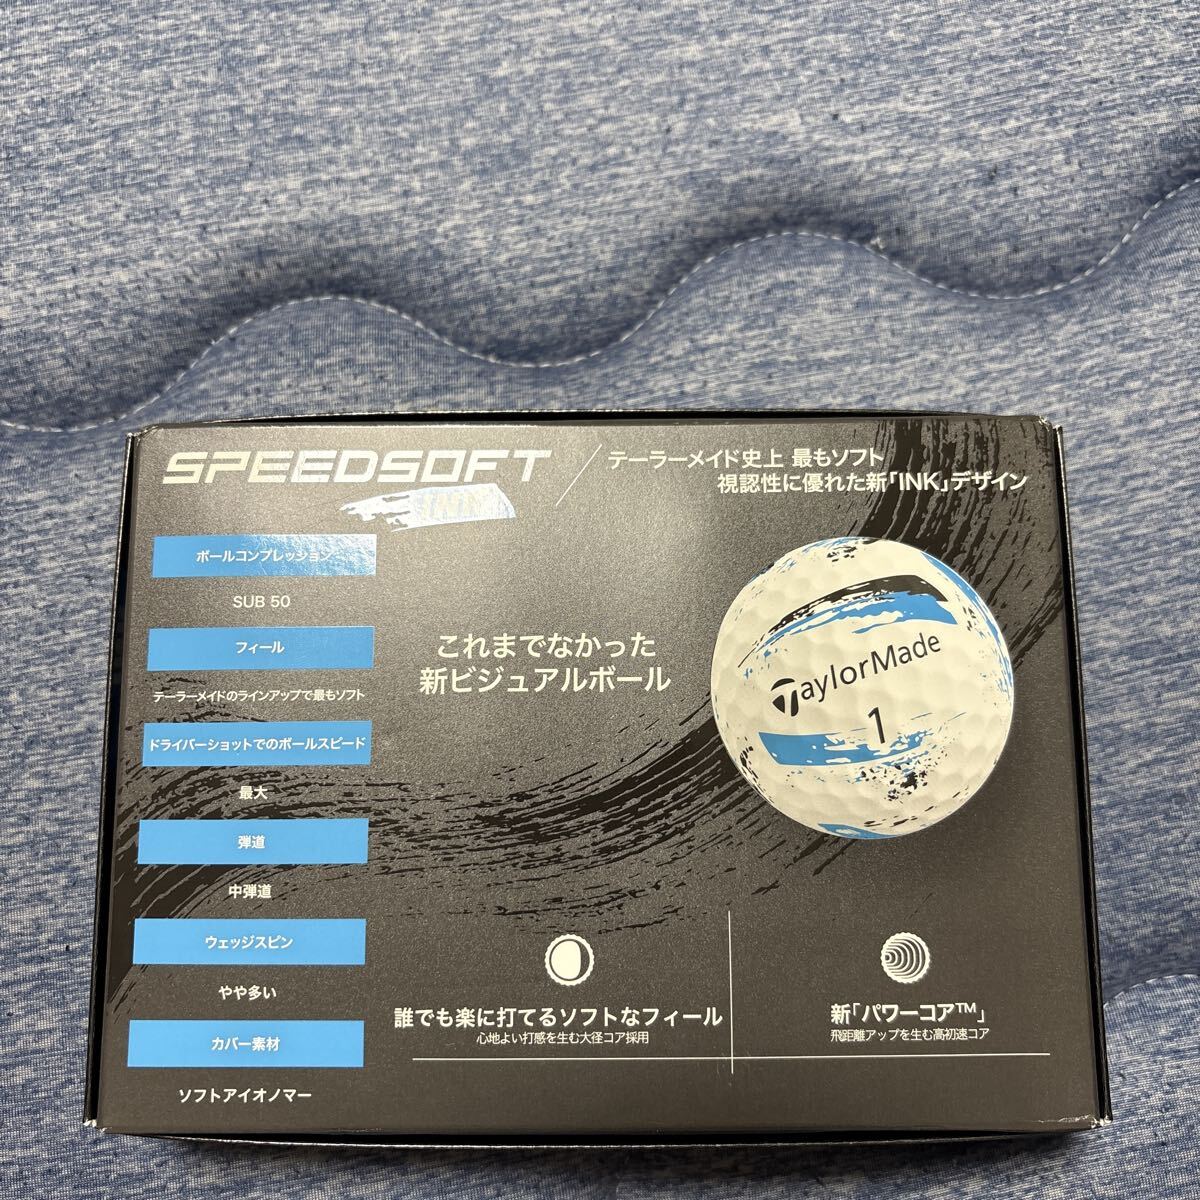 SPEEDSOFT
INK
テーラーメイド史上 最もソフト
視認性に優れた新「INK」デザイン
ボールコンプレッション
SUB 50
フィール
テーラーメイドのラインアップで最もソフト
ドライバーショットでのボールスピード
最大
弾道
中弾道
ウェッジスピン
やや多い
カバー素材
ソフトアイオノマー
これまでなかった
新ビジュアルボール
TaylorMade
1
誰でも楽に打てるソフトなフィール
心地よい打感を生む大径コア採用
新「パワーコア™」
飛距離アップを生む高初速コア